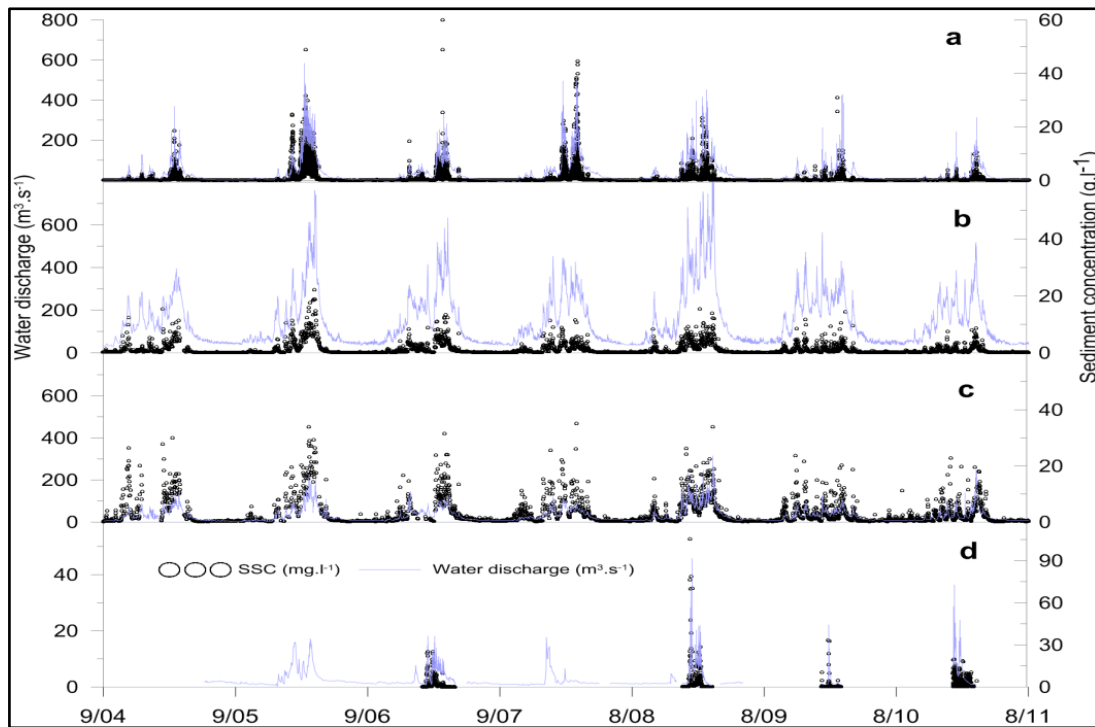 800 60
a
600
40
400
20
200
0
b
600 40
400
20
200
0 0
c
600 40
400
20
200
0 0
d
SSC (mg.l-1) Water discharge (m3.s-1)
40 90
60
20
30
0 0
9/04 9/05 9/06 9/07 8/08 8/09 8/10 8/11
Water discharge (m3.s-1)
Sediment concentration (g.l-1)